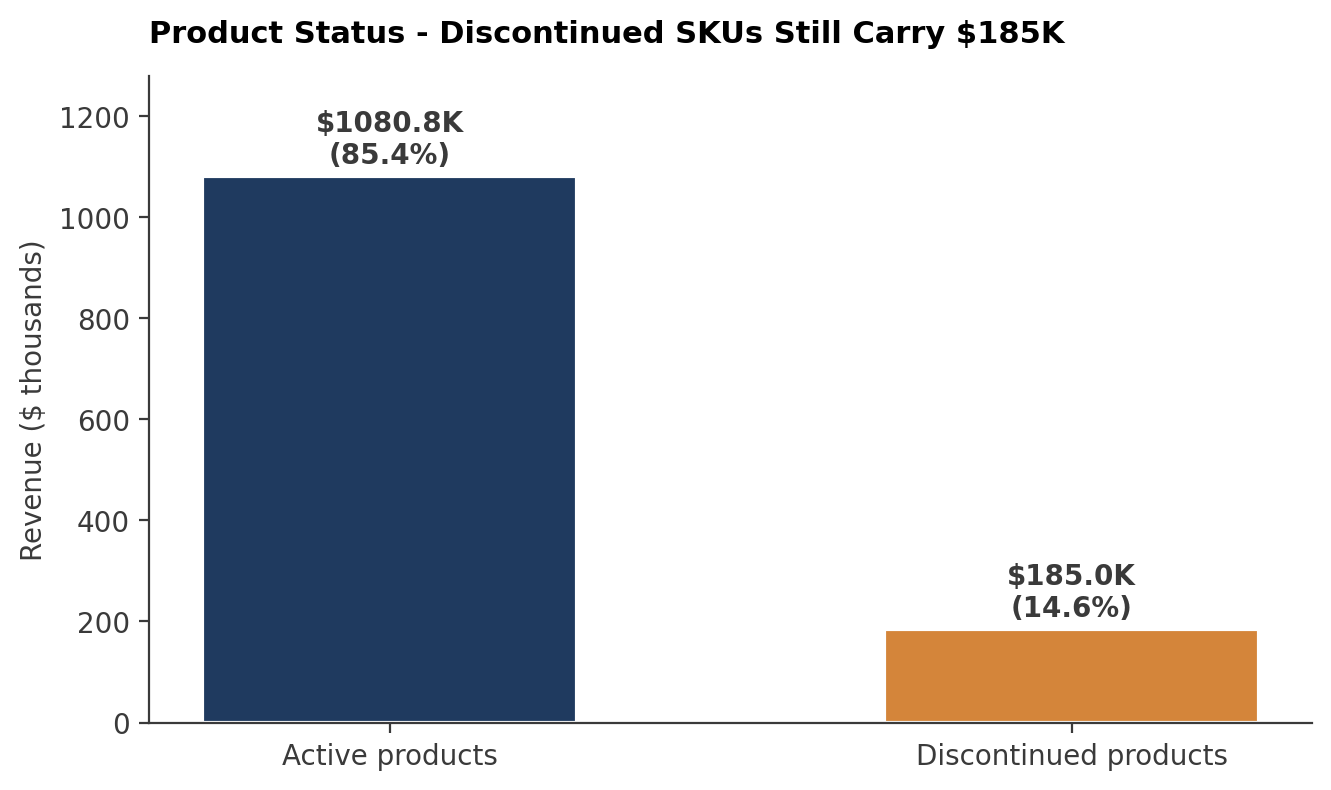 Product Status - Discontinued SKUs Still Carry $185K
Revenue ($ thousands)
1200
1000
800
600
400
200
0
$1080.8K
(85.4%)
$185.0K
(14.6%)
Active products
Discontinued products